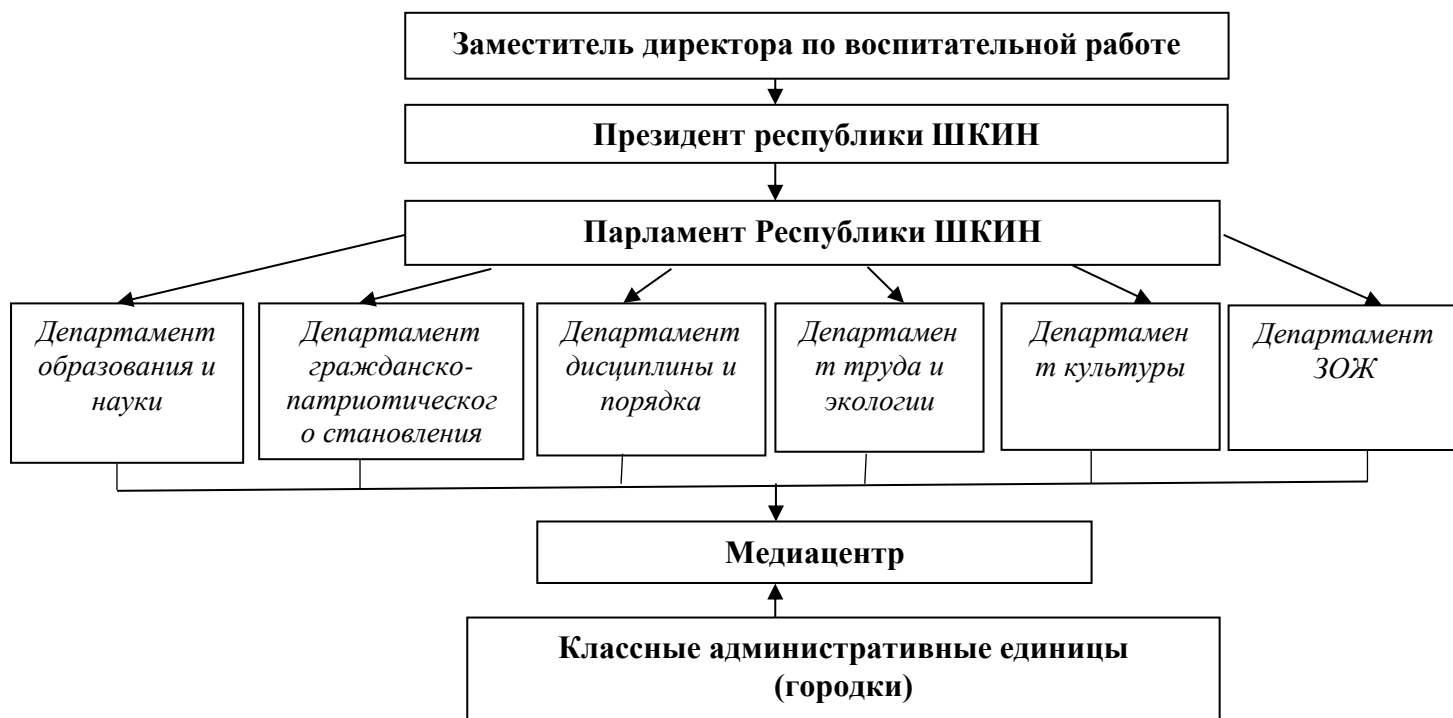 Заместитель директора по воспитательной работе
Президент республики ШКИН
Парламент Республики ШКИН
Департамент
образования и
науки
Департамент
гражданско-
патриотическог
о становления
Департамент
дисциплины и
порядка
Департамен
т труда и
экологии
Департамен
т культуры
Департамент
ЗОЖ
Медиацентр
Классные административные единицы
(городки)